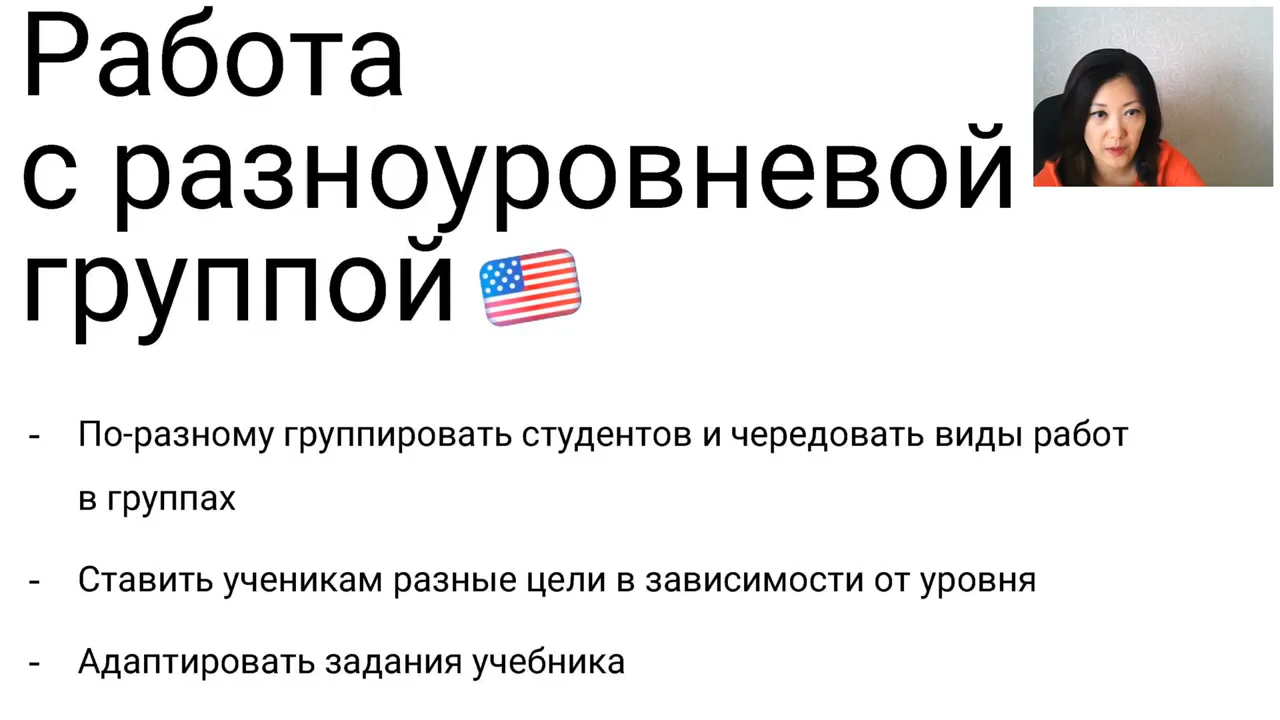 Работа
с разноуровневой
группой
- По-разному группировать студентов и чередовать виды работ
в группах
- Ставить ученикам разные цели в зависимости от уровня
- Адаптировать задания учебника